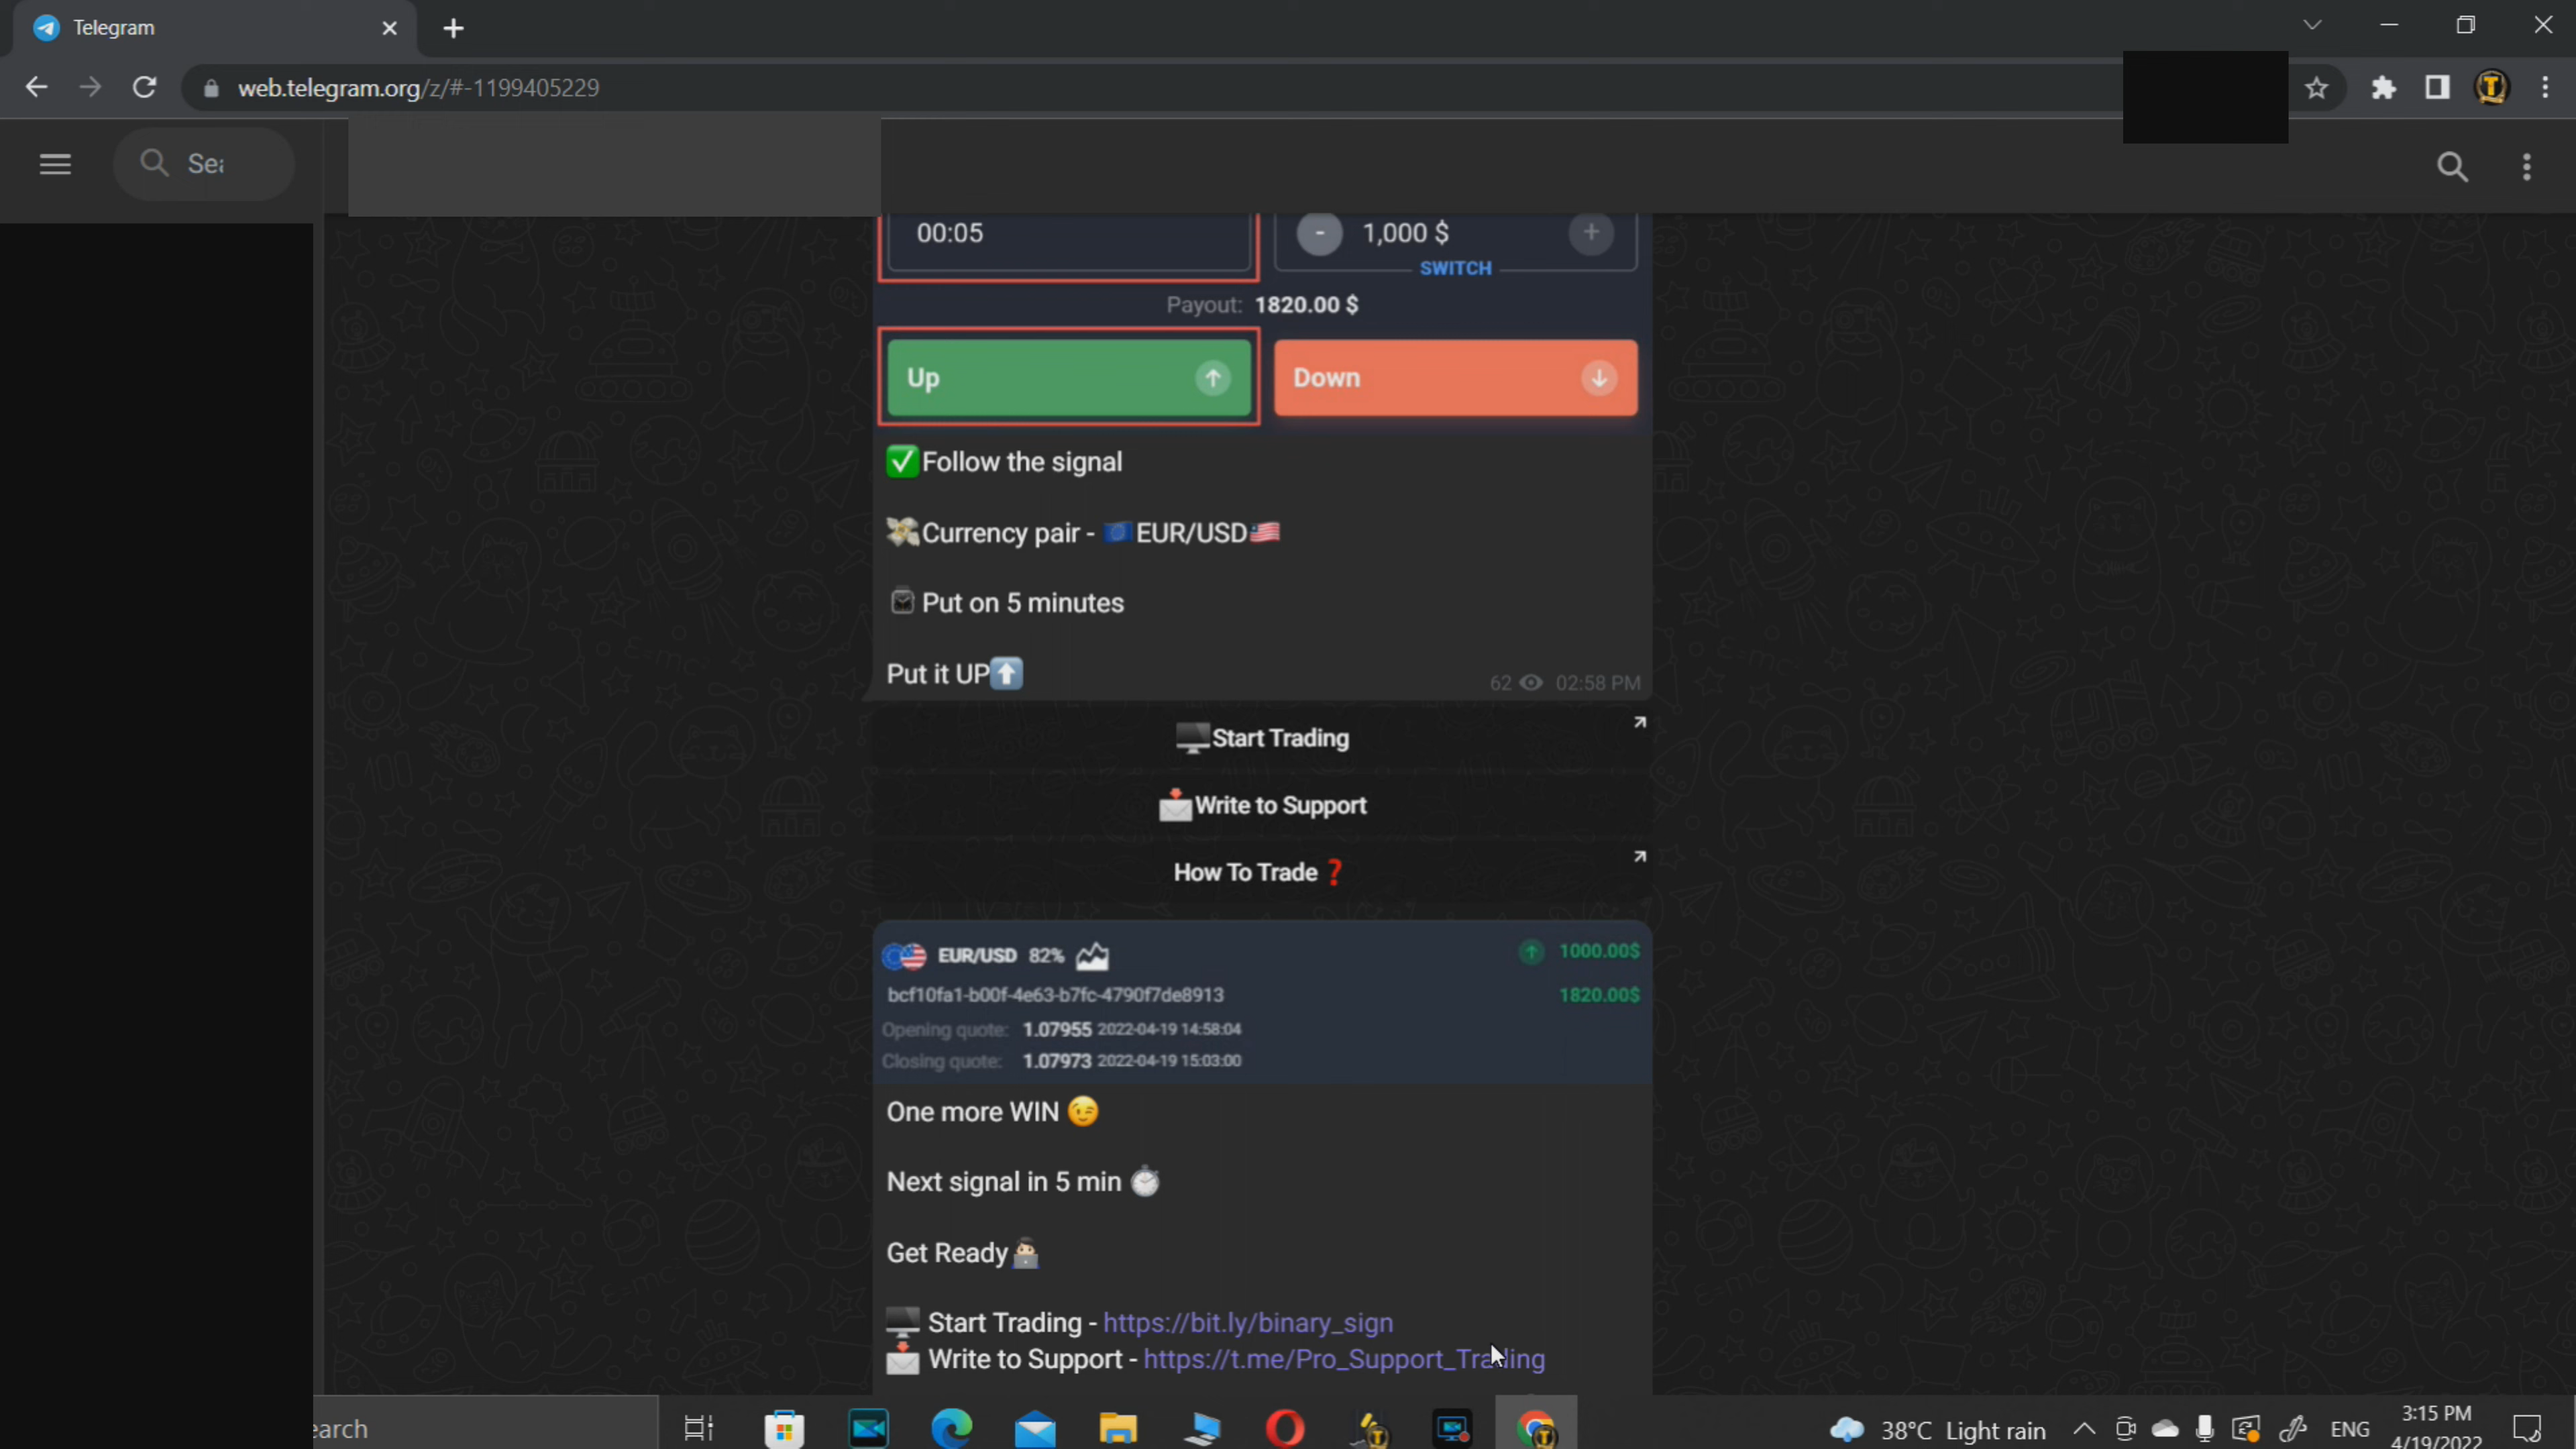 Telegram
web.telegram.org/z/#-1199405229
Sea
00:05
- 1,000 $ +
SWITCH
Payout: 1820.00 $
Up
Down
✅Follow the signal
💸Currency pair - 🇪🇺EUR/USD🇱🇷
Put on 5 minutes
Put it UP⬆️
62 02:58 PM
🖥Start Trading
📩Write to Support
How To Trade ❓
EUR/USD 82%
1000.00$
bcf10fa1-b00f-4e63-b7fc-4790f7de8913
1820.00$
Opening quote: 1.07955 2022-04-19 14:58:04
Closing quote: 1.07973 2022-04-19 15:03:00
One more WIN 😉
Next signal in 5 min ⏱
Get Ready👨🏻‍💻
🖥 Start Trading - https://bit.ly/binary_sign
📩 Write to Support - https://t.me/Pro_Support_Trading
earch
38°C Light rain
ENG
3:15 PM
4/19/2022